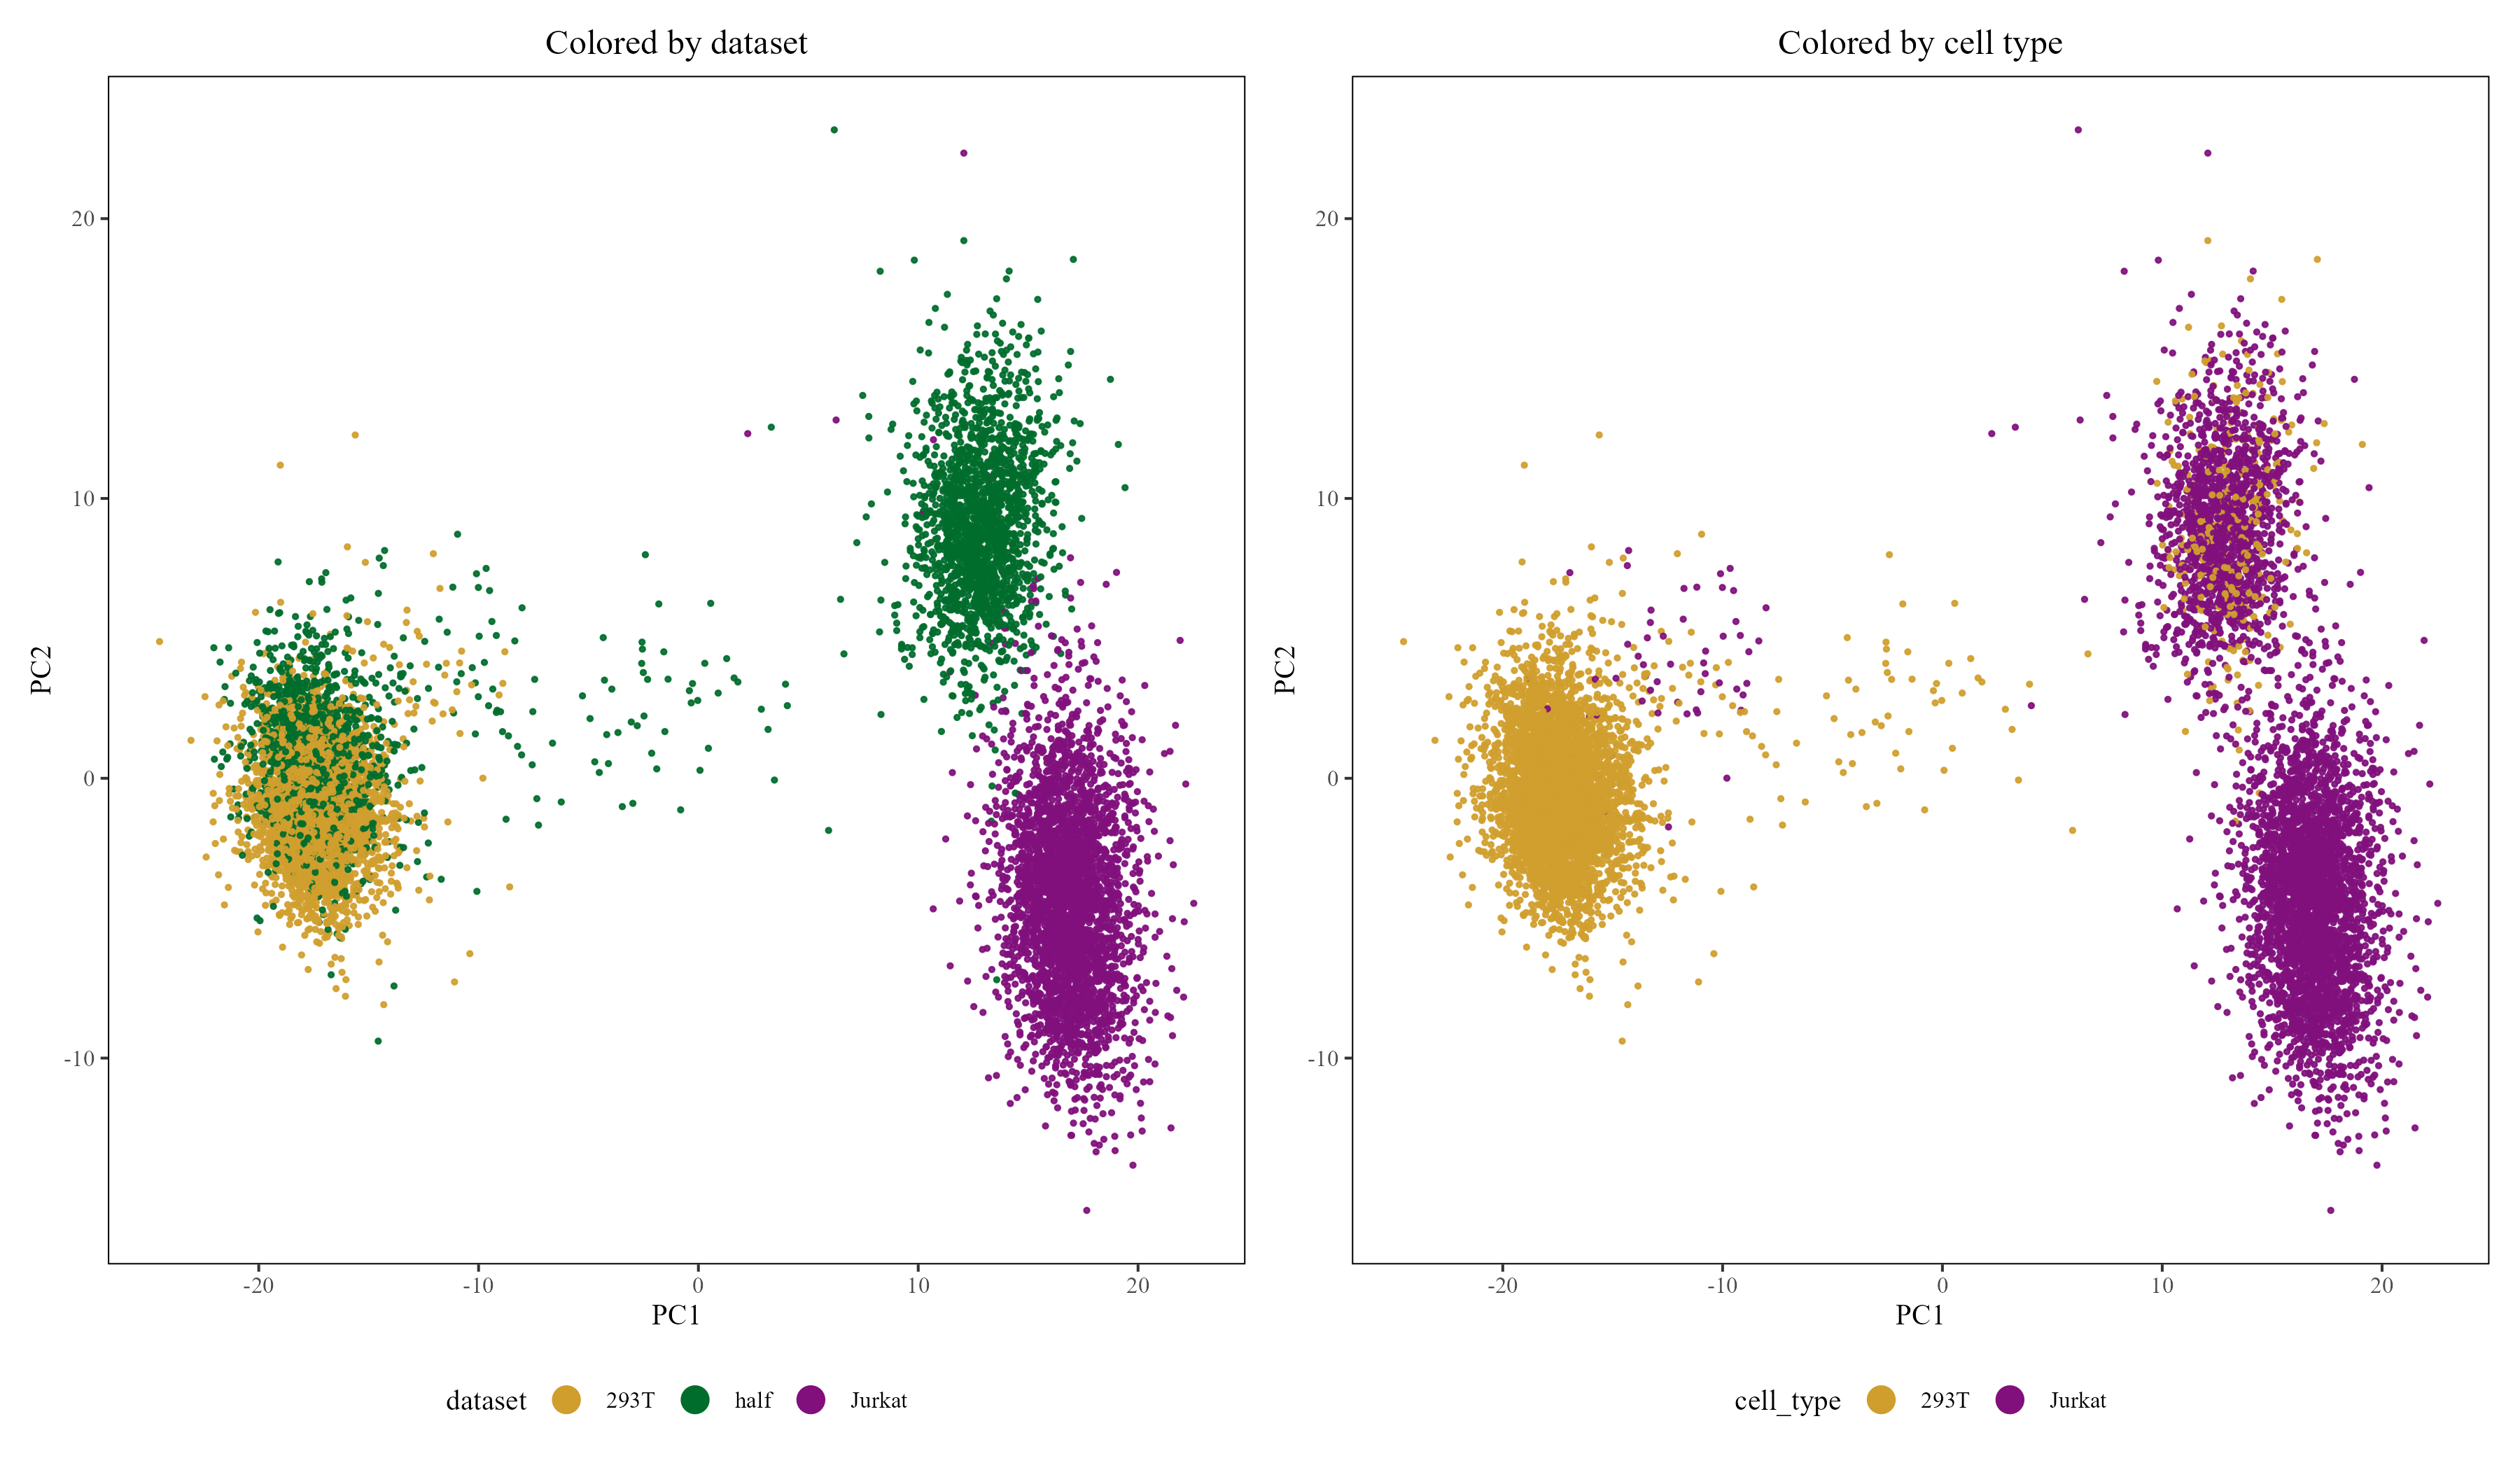 Colored by dataset
PC2
20
10
0
-10
-20 -10 0 10 20
PC1
dataset 293T half Jurkat
Colored by cell type
PC2
20
10
0
-10
-20 -10 0 10 20
PC1
cell_type 293T Jurkat